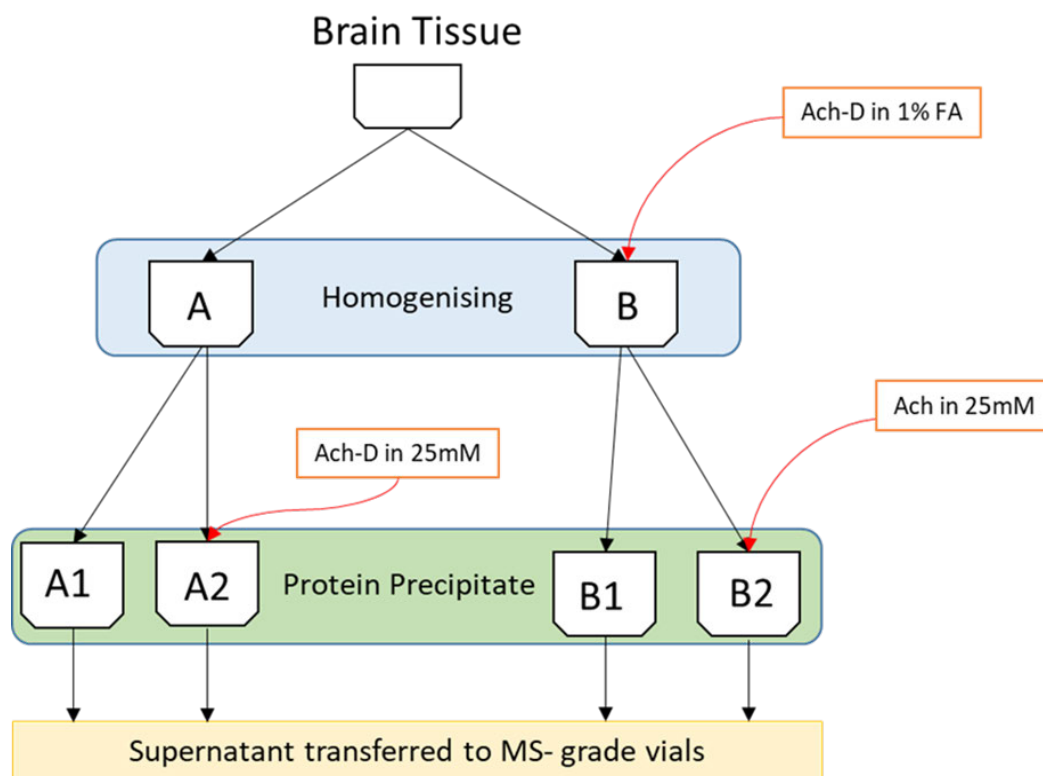 Brain Tissue
Ach-D in 1% FA
A
Homogenising
B
Ach in 25mM
Ach-D in 25mM
A1
A2
Protein Precipitate
B1
B2
Supernatant transferred to MS- grade vials